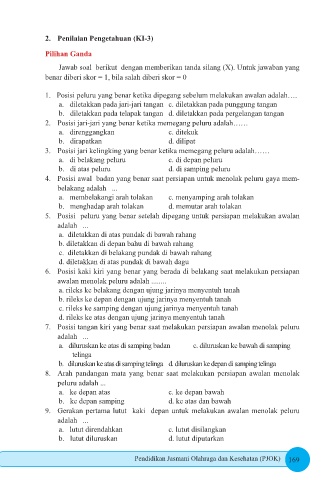 2. Penilaian Pengetahuan (KI-3)
Pilihan Ganda
Jawab soal berikut dengan memberikan tanda silang (X). Untuk jawaban yang
benar diberi skor = 1, bila salah diberi skor = 0
1. Posisi peluru yang benar ketika dipegang sebelum melakukan awalan adalah….
a. diletakkan pada jari-jari tangan c. diletakkan pada punggung tangan
b. diletakkan pada telapak tangan d. diletakkan pada pergelangan tangan
2. Posisi jari-jari yang benar ketika memegang peluru adalah……
a. direnggangkan c. ditekuk
b. dirapatkan d. dilipat
3. Posisi jari kelingking yang benar ketika memegang peluru adalah……
a. di belakang peluru c. di depan peluru
b. di atas peluru d. di samping peluru
4. Posisi awal badan yang benar saat persiapan untuk menolak peluru gaya mem-
belakang adalah ...
a. membelakangi arah tolakan c. menyamping arah tolakan
b. menghadap arah tolakan d. memutar arah tolakan
5. Posisi peluru yang benar setelah dipegang untuk persiapan melakukan awalan
adalah ...
a. diletakkan di atas pundak di bawah rahang
b. diletakkan di depan bahu di bawah rahang
c. diletakkan di belakang pundak di bawah rahang
d. diletakkan di atas pundak di bawah dagu
6. Posisi kaki kiri yang benar yang berada di belakang saat melakukan persiapan
awalan menolak peluru adalah .......
a. rileks ke belakang dengan ujung jarinya menyentuh tanah
b. rileks ke depan dengan ujung jarinya menyentuh tanah
c. rileks ke samping dengan ujung jarinya menyentuh tanah
d. rileks ke atas dengan ujung jarinya menyentuh tanah
7. Posisi tangan kiri yang benar saat melakukan persiapan awalan menolak peluru
adalah ...
a. diluruskan ke atas di samping badan c. diluruskan ke bawah di samping
telinga
b. diluruskan ke atas di samping telinga d. diluruskan ke depan di samping telinga
8. Arah pandangan mata yang benar saat melakukan persiapan awalan menolak
peluru adalah ...
a. ke depan atas c. ke depan bawah
b. ke depan samping d. ke atas dan bawah
9. Gerakan pertama lutut kaki depan untuk melakukan awalan menolak peluru
adalah ...
a. lutut direndahkan c. lutut disilangkan
b. lutut diluruskan d. lutut diputarkan
Pendidikan Jasmani Olahraga dan Kesehatan (PJOK) 169